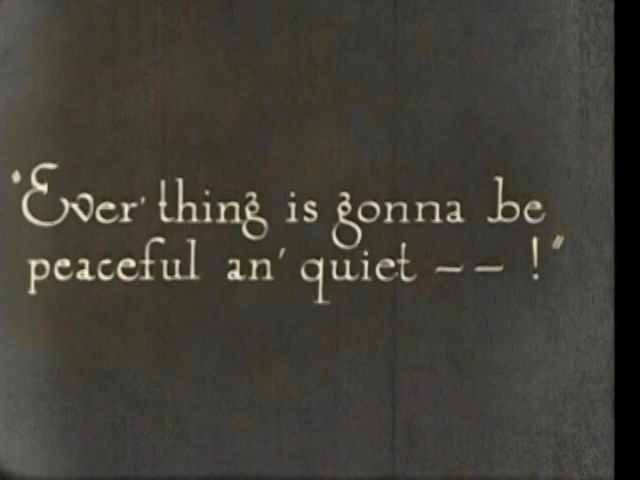 "Ever' thing is gonna be
peaceful an' quiet -- !"